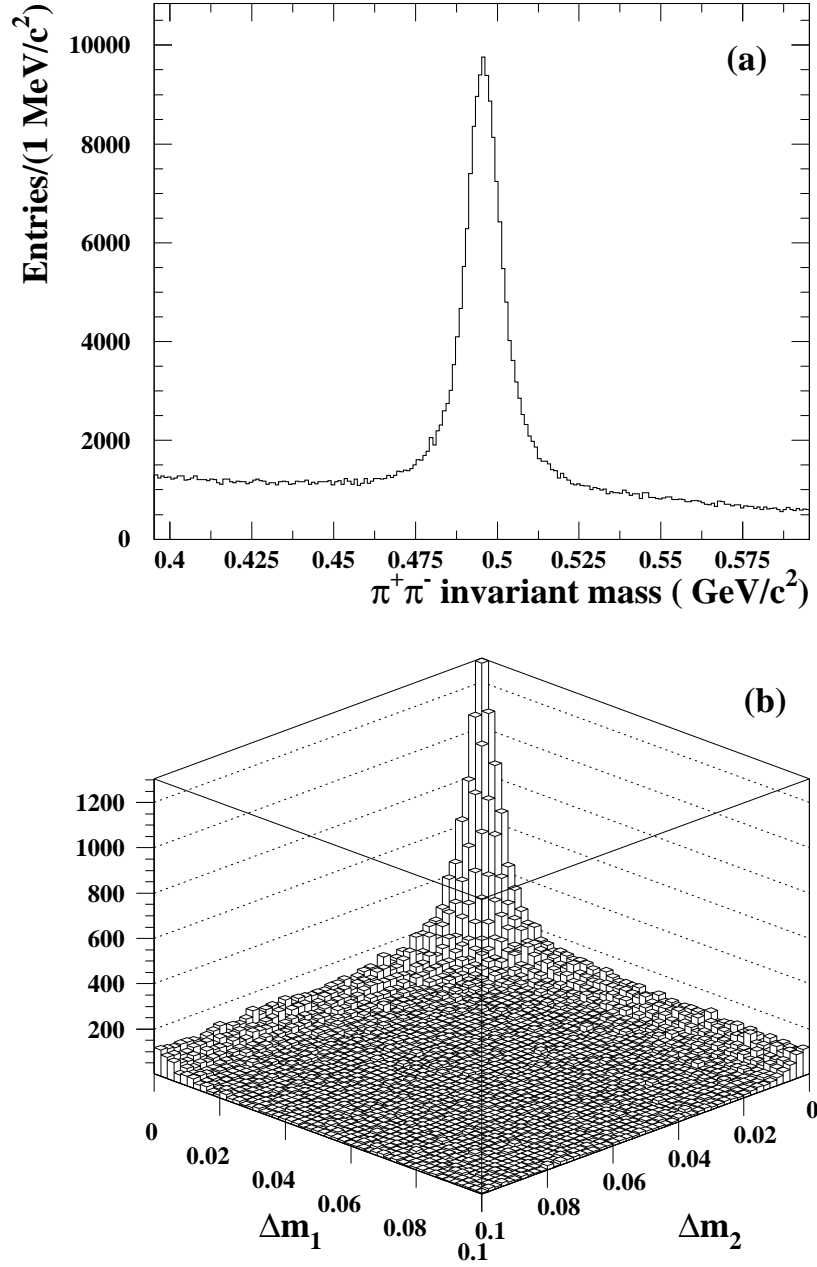 Entries/(1 MeV/c²)
(a)
10000
8000
6000
4000
2000
0
0.4 0.425 0.45 0.475 0.5 0.525 0.55 0.575
π⁺π⁻ invariant mass ( GeV/c²)
(b)
1200
1000
800
600
400
200
0 0.02 0.04 0.06 0.08 0.1
Δm₁
0 0.02 0.04 0.06 0.08 0.1
Δm₂